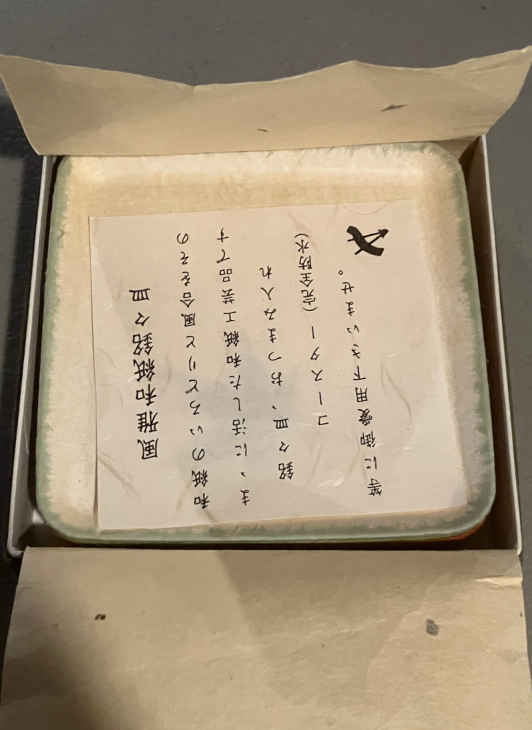 風雅和紙銘々皿
和紙のいろどりと風合をその
まゝに活した和紙工芸品です
銘々皿、おつまみ入れ
コースター(完全防水)
等に御愛用下さいませ。